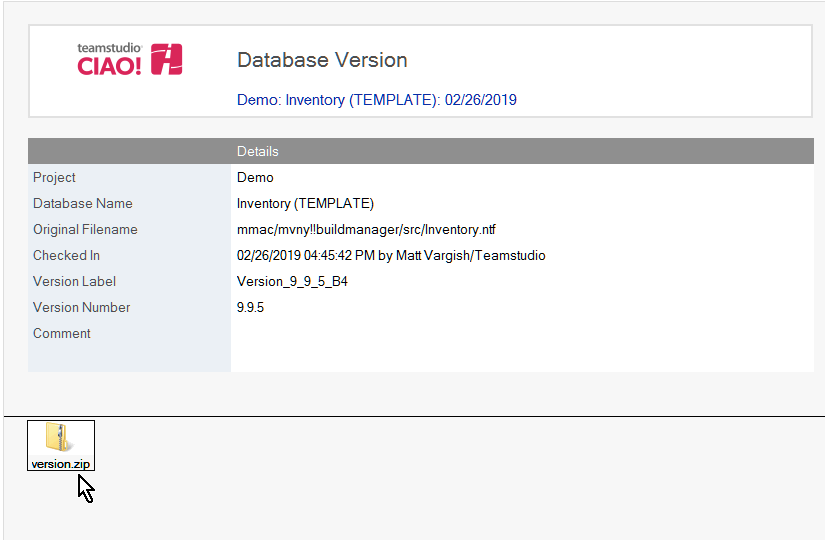 teamstudio
CIAO!
Database Version
Demo: Inventory (TEMPLATE): 02/26/2019
Details
Project Demo
Database Name Inventory (TEMPLATE)
Original Filename mmac/mvny!!buildmanager/src/Inventory.ntf
Checked In 02/26/2019 04:45:42 PM by Matt Vargish/Teamstudio
Version Label Version_9_9_5_B4
Version Number 9.9.5
Comment
version.zip